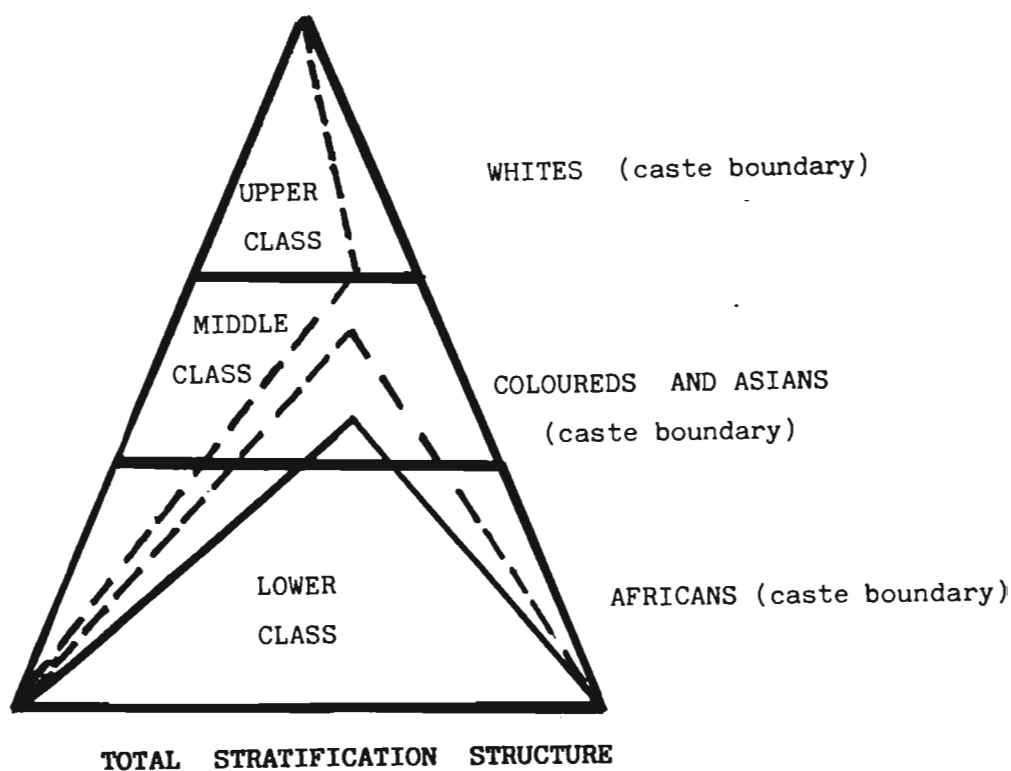 WHITES (caste boundary)
UPPER
CLASS
MIDDLE
CLASS
COLOUREDS AND ASIANS
(caste boundary)
LOWER
CLASS
AFRICANS (caste boundary)
TOTAL STRATIFICATION STRUCTURE